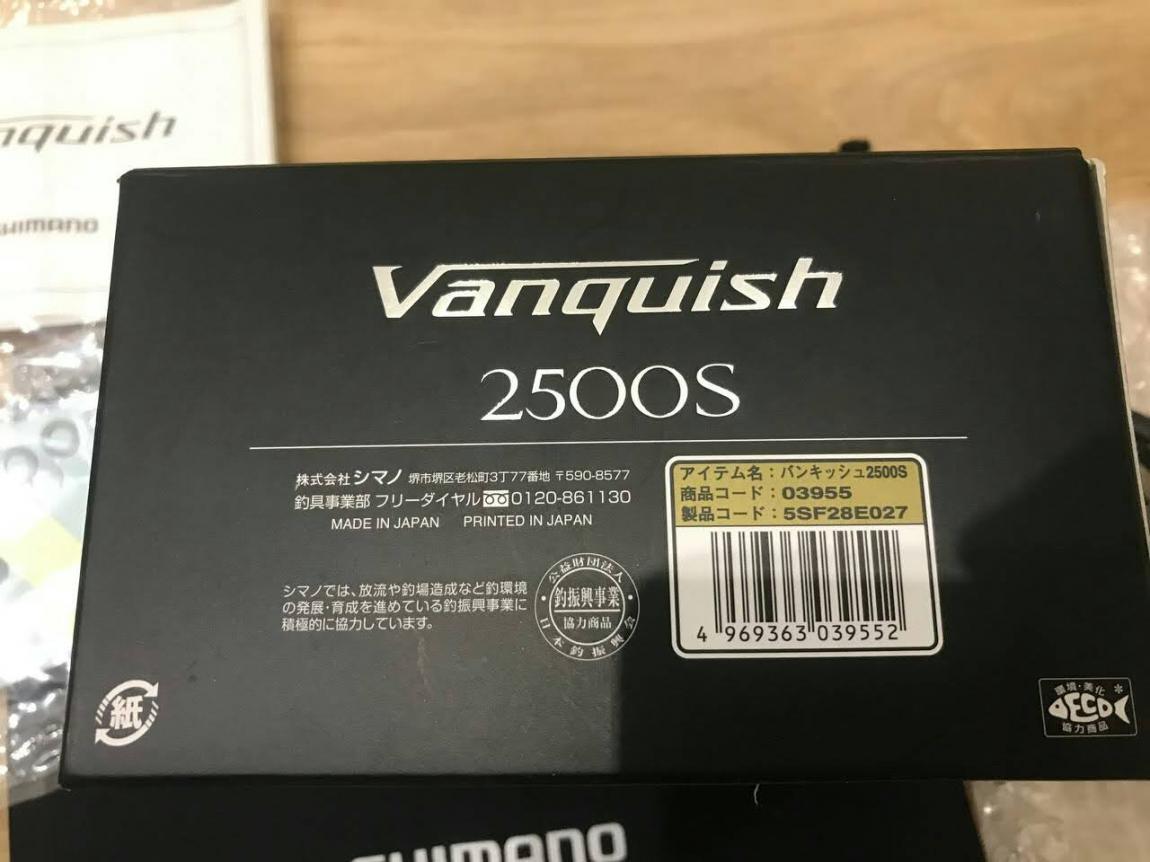 nquish
SHIMANO
Vanquish
2500S
株式会社シマノ 堺市堺区老松町3丁77番地 〒590-8577
釣具事業部 フリーダイヤル 0120-861130
MADE IN JAPAN PRINTED IN JAPAN
アイテム名：バンキッシュ2500S
商品コード：03955
製品コード：5SF28E027
4 969363 039552
シマノでは、放流や釣場造成など釣環境
の発展・育成を進めている釣振興事業に
積極的に協力しています。
公益財団法人
釣振興事業
協力商品
日本釣振興会
紙
環境・美化
ECO
協力商品
SHIMANO